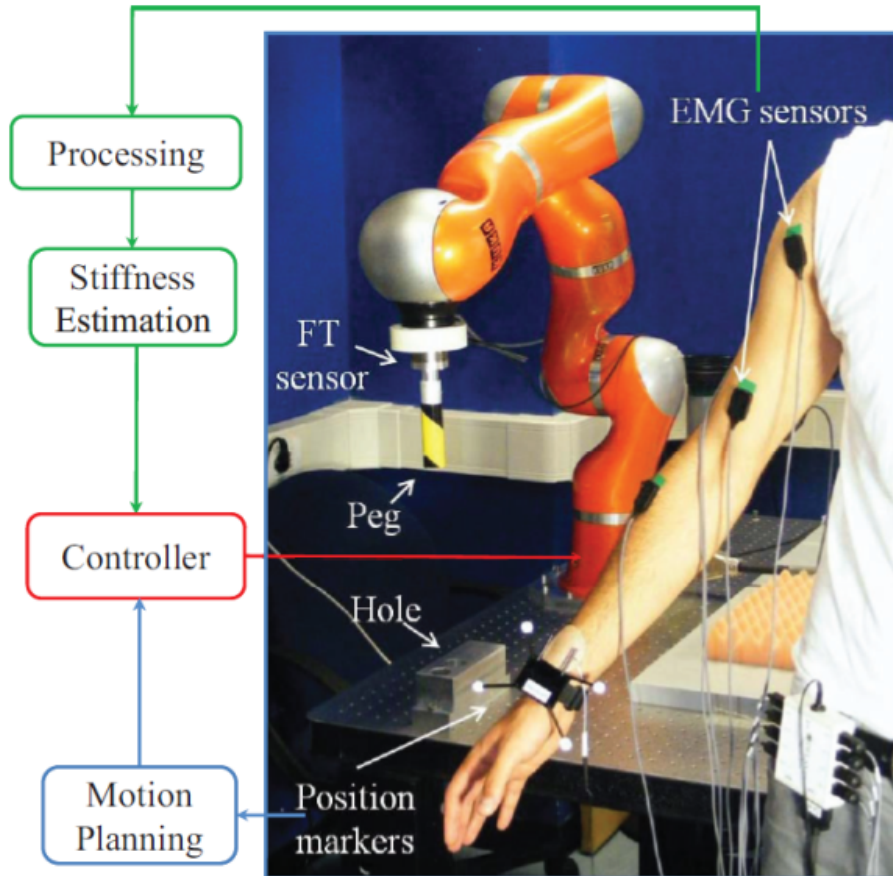 Processing
Stiffness
Estimation
Controller
Motion
Planning
EMG sensors
FT
sensor
Peg
Hole
Position
markers